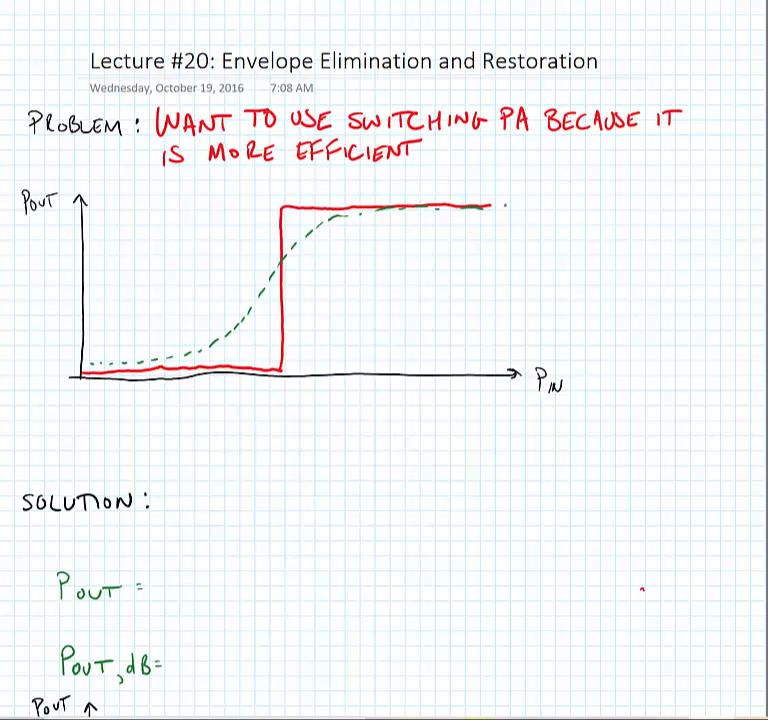 Lecture #20: Envelope Elimination and Restoration
Wednesday, October 19, 2016 7:08 AM
PROBLEM: WANT TO USE SWITCHING PA BECAUSE IT
IS MORE EFFICIENT
POUT
PIN
SOLUTION:
POUT =
POUT, dB=
POUT